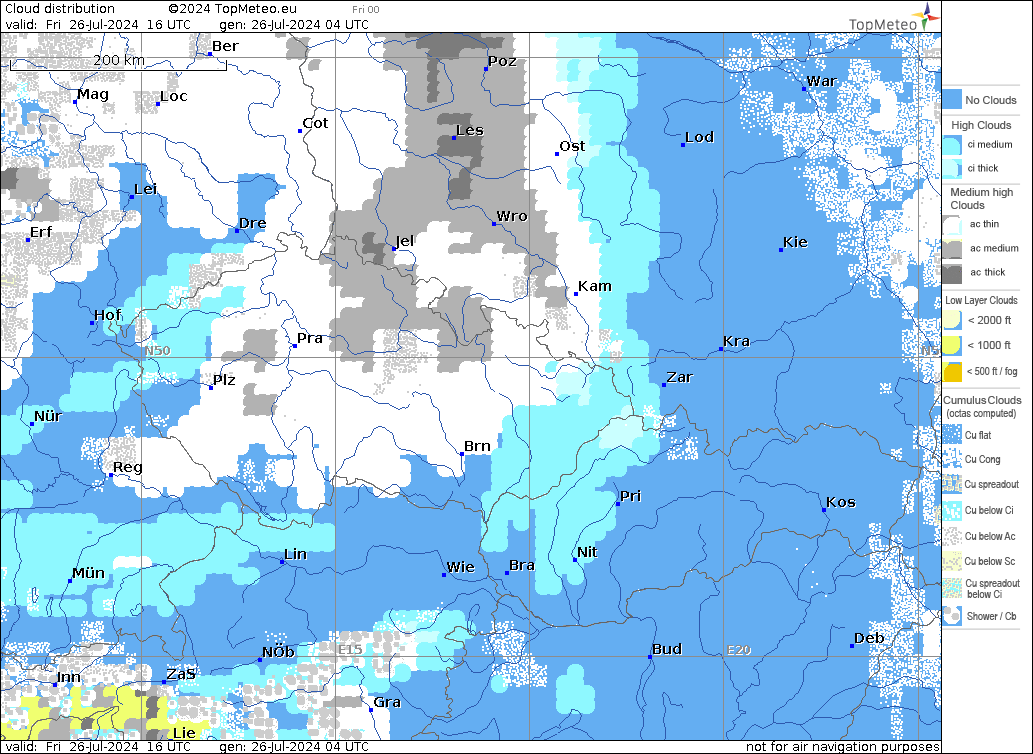 Cloud distribution ©2024 TopMeteo.eu Fri 00
valid: Fri 26-Jul-2024 16 UTC gen: 26-Jul-2024 04 UTC
TopMeteo
Ber
200 km
Poz
War
Mag
Loc
Cot
Les
Lod
Ost
Lei
Dre
Wro
Erf
Jel
Kie
Kam
Hof
Pra
N50
Kra
N5
Plz
Zar
Nür
Brn
Reg
Pri
Kos
Lin
Nit
Mün
Wie
Bra
NÖb
E15
Bud
E20
Deb
Inn
ZaS
Gra
Lie
valid: Fri 26-Jul-2024 16 UTC gen: 26-Jul-2024 04 UTC not for air navigation purposes
No Clouds
High Clouds
ci medium
ci thick
Medium high
Clouds
ac thin
ac medium
ac thick
Low Layer Clouds
< 2000 ft
< 1000 ft
< 500 ft / fog
Cumulus Clouds
(octas computed)
Cu flat
Cu Cong
Cu spreadout
Cu below Ci
Cu below Ac
Cu below Sc
Cu spreadout
below Ci
Shower / Cb